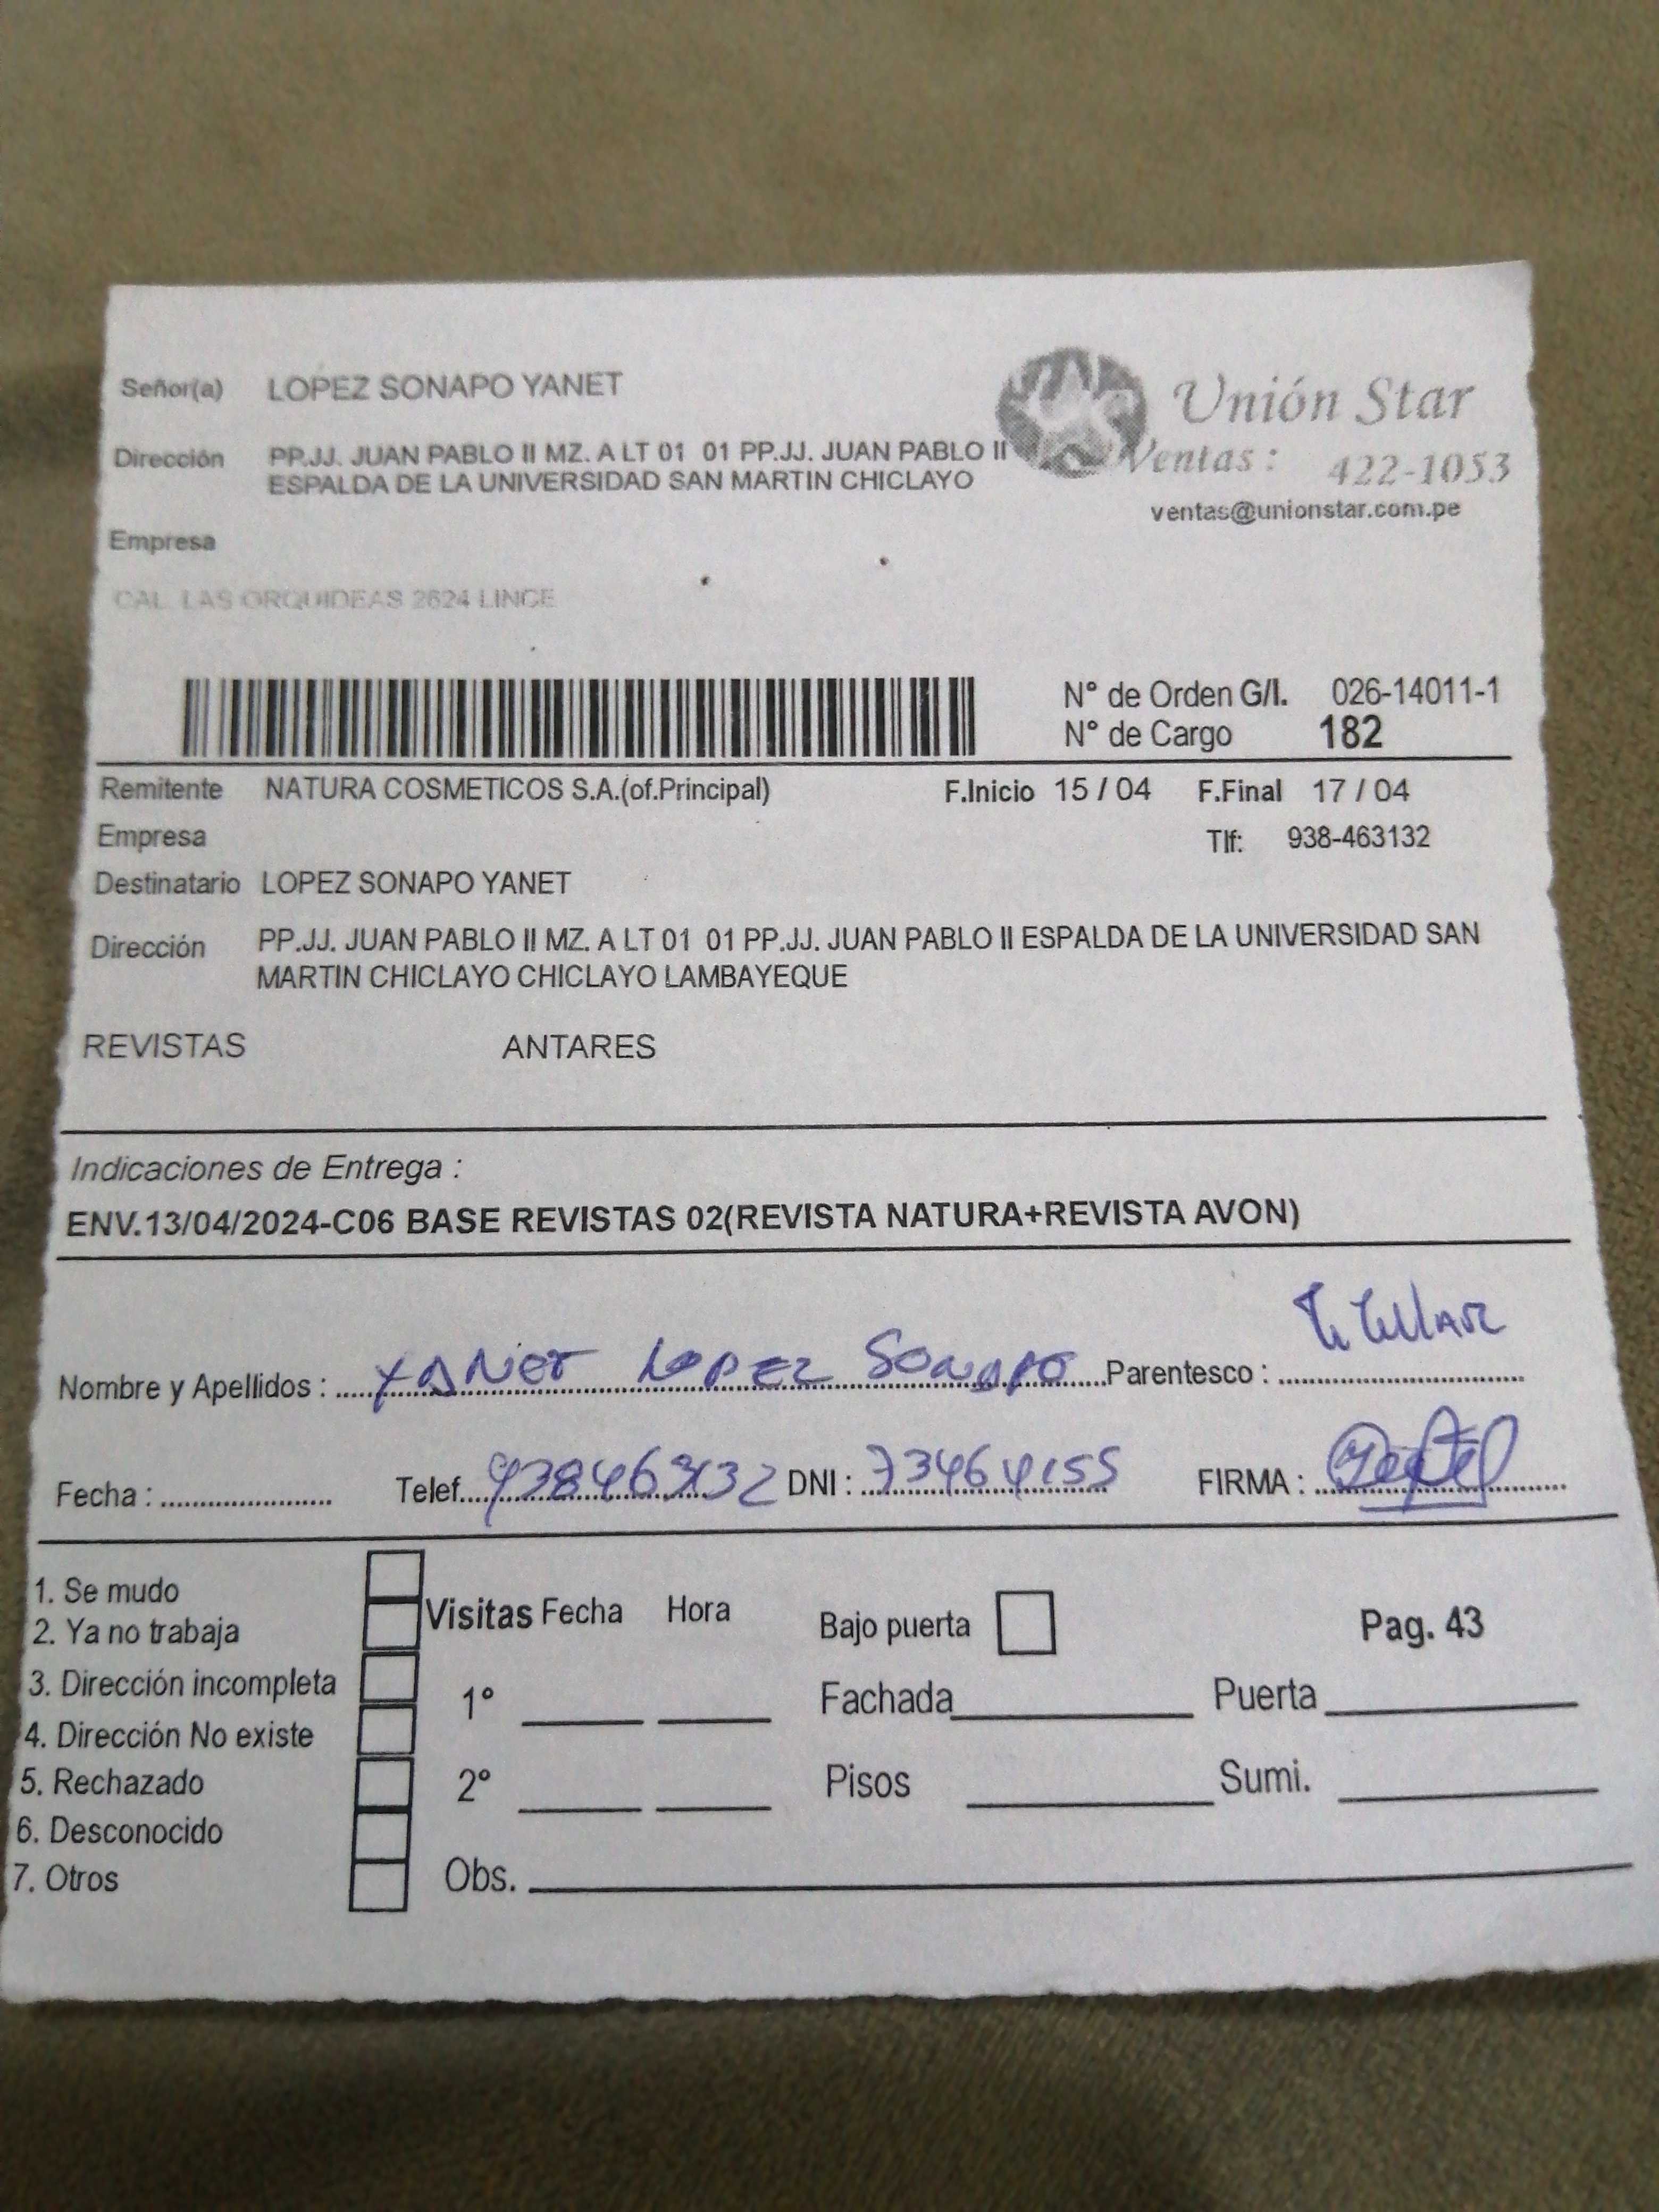 Señor(a) LOPEZ SONAPO YANET
Unión Star
Dirección PP.JJ. JUAN PABLO II MZ. A LT 01 01 PP.JJ. JUAN PABLO II
ESPALDA DE LA UNIVERSIDAD SAN MARTIN CHICLAYO
Ventas : 422-1053
ventas@unionstar.com.pe
Empresa
CAL. LAS ORQUIDEAS 2624 LINCE
N° de Orden G/I. 026-14011-1
N° de Cargo 182
Remitente NATURA COSMETICOS S.A.(of.Principal) F.Inicio 15 / 04 F.Final 17 / 04
Empresa Tlf: 938-463132
Destinatario LOPEZ SONAPO YANET
Dirección PP.JJ. JUAN PABLO II MZ. A LT 01 01 PP.JJ. JUAN PABLO II ESPALDA DE LA UNIVERSIDAD SAN
MARTIN CHICLAYO CHICLAYO LAMBAYEQUE
REVISTAS ANTARES
Indicaciones de Entrega :
ENV.13/04/2024-C06 BASE REVISTAS 02(REVISTA NATURA+REVISTA AVON)
Nombre y Apellidos : YANET LOPEZ SONAPO Parentesco : Titular
Fecha : Telef. 938463132 DNI : 73464155 FIRMA :
1. Se mudo
2. Ya no trabaja
3. Dirección incompleta
4. Dirección No existe
5. Rechazado
6. Desconocido
7. Otros
Visitas Fecha Hora Bajo puerta Pag. 43
1° Fachada Puerta
2° Pisos Sumi.
Obs.